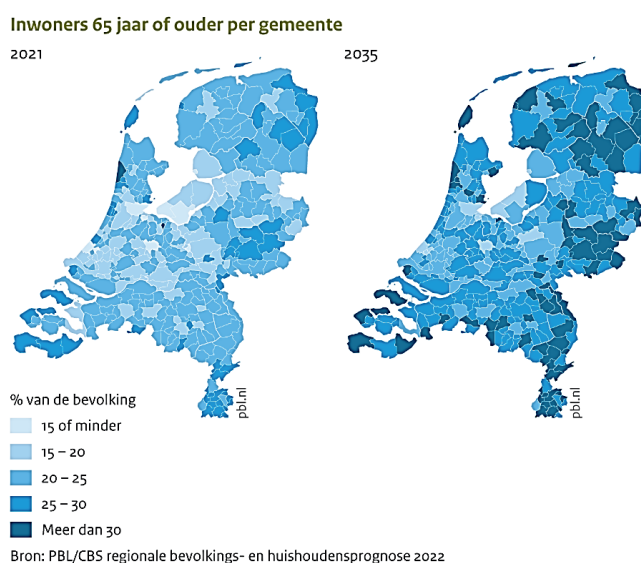 Inwoners 65 jaar of ouder per gemeente
2021
2035
% van de bevolking
15 of minder
15 – 20
20 – 25
25 – 30
Meer dan 30
pbl.nl
pbl.nl
Bron: PBL/CBS regionale bevolkings- en huishoudensprognose 2022